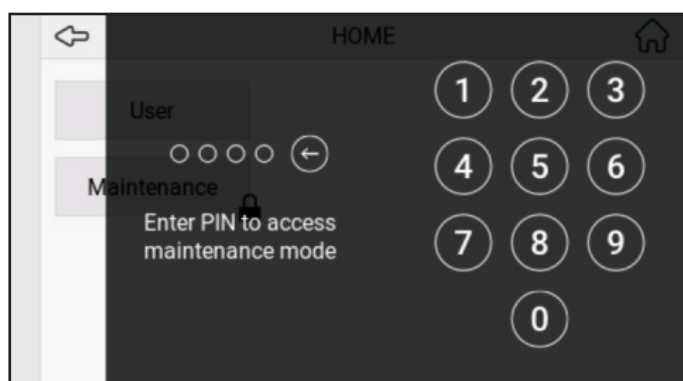 HOME
User
Maintenance
Enter PIN to access
maintenance mode
1 2 3
4 5 6
7 8 9
0